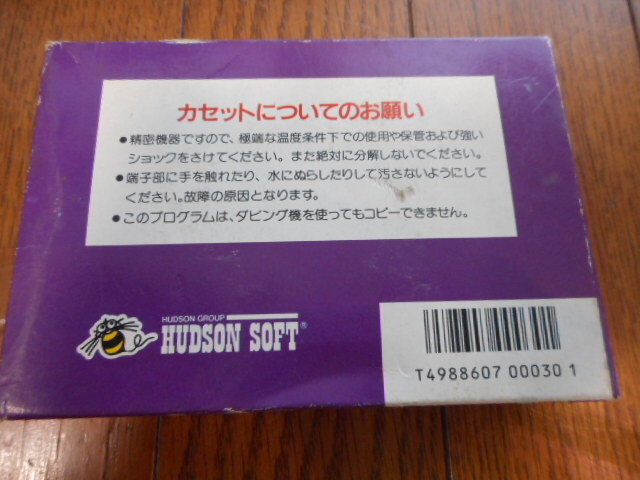 カセットについてのお願い
●精密機器ですので、極端な温度条件下での使用や保管および強い
ショックをさけてください。また絶対に分解しないでください。
●端子部に手を触れたり、水にぬらしたりして汚さないようにして
ください。故障の原因となります。
●このプログラムは、ダビング機を使ってもコピーできません。
HUDSON GROUP
HUDSON SOFT®
T4988607 00030 1